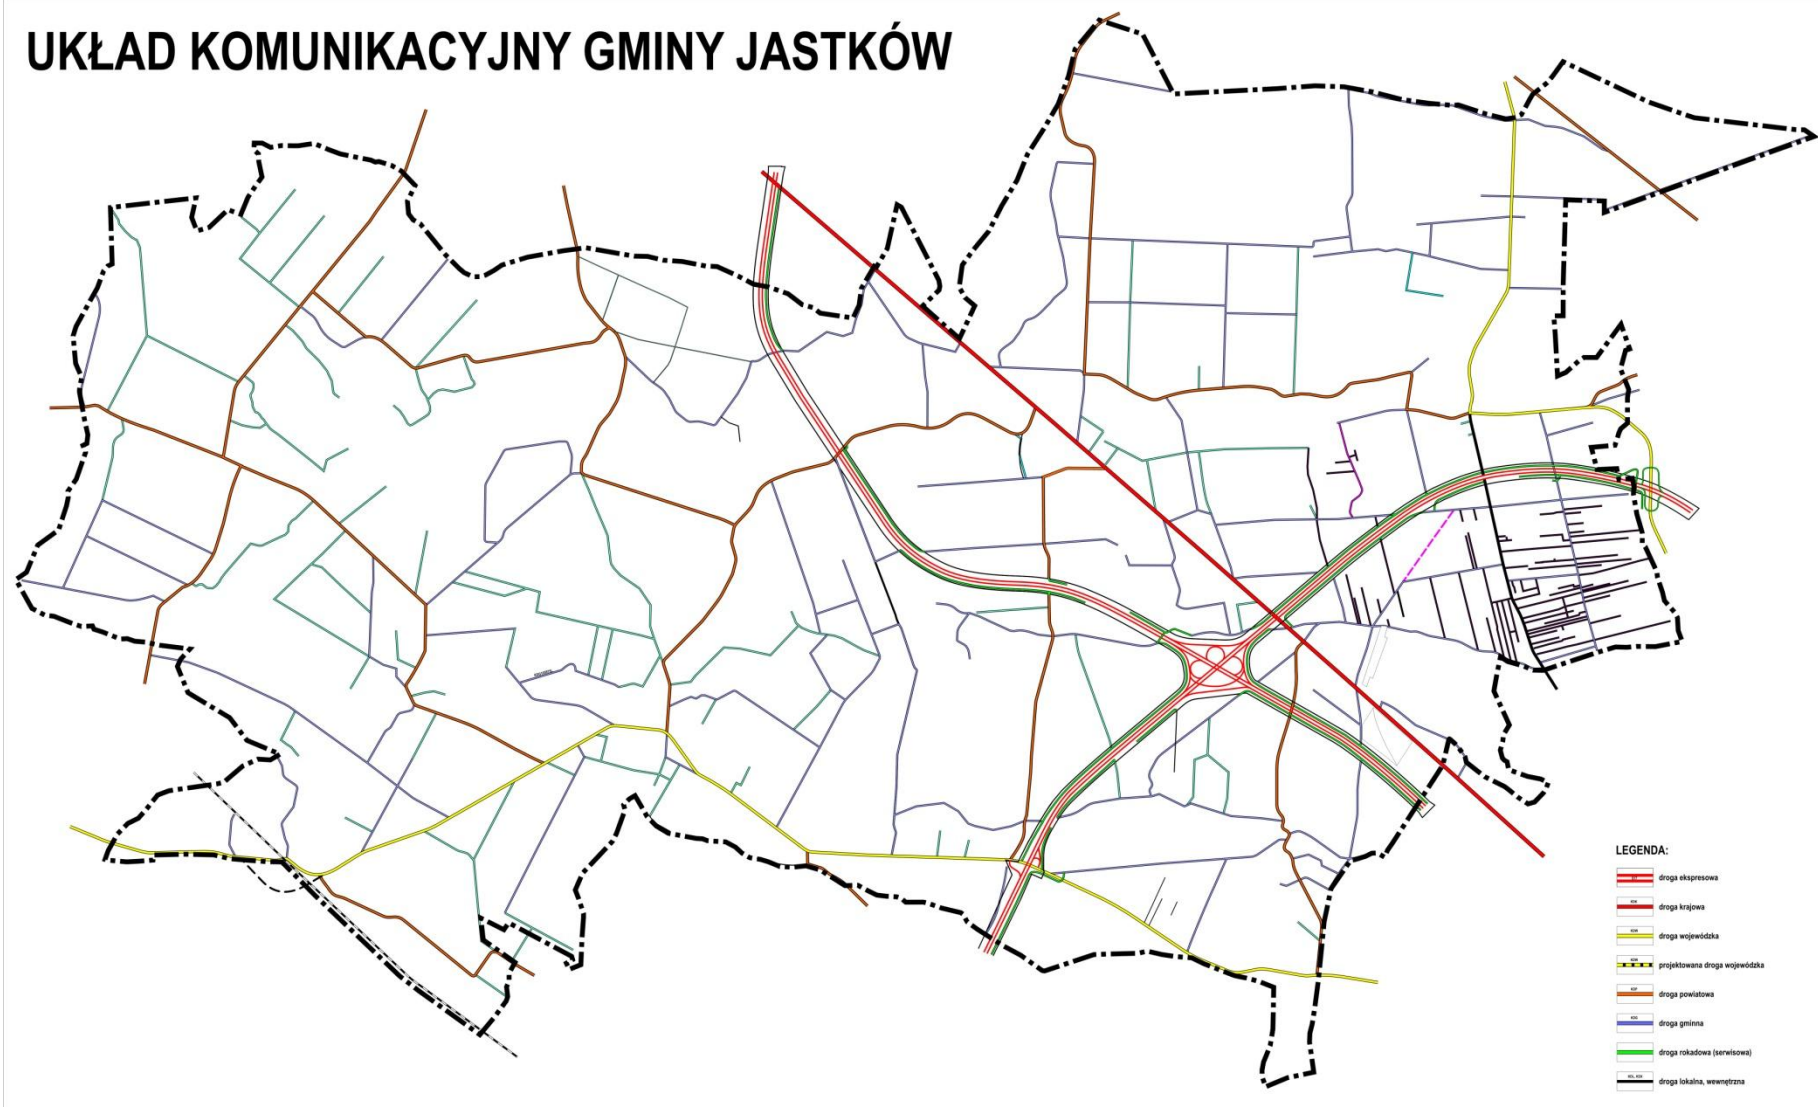 UKŁAD KOMUNIKACYJNY GMINY JASTKÓW
LEGENDA:
droga ekspresowa
droga krajowa
droga wojewódzka
projektowana droga wojewódzka
droga powiatowa
droga gminna
droga rokadowa (serwisowa)
droga lokalna, wewnętrzna